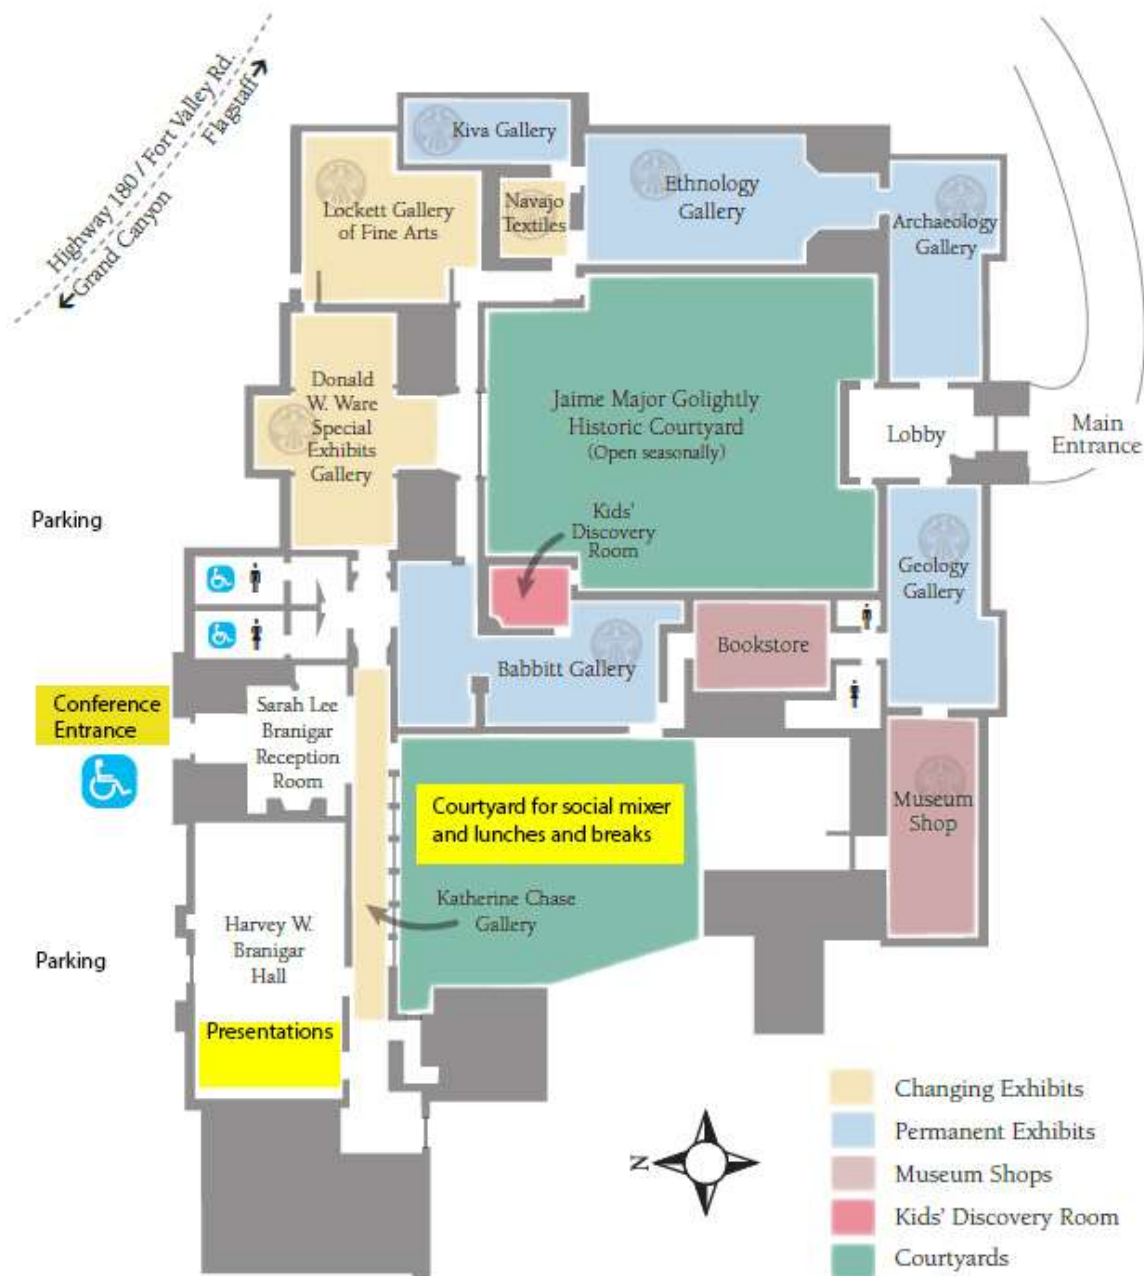 Highway 180 / Fort Valley Rd.
Flagstaff
Grand Canyon
Kiva Gallery
Lockett Gallery
of Fine Arts
Navajo
Textiles
Ethnology
Gallery
Archaeology
Gallery
Donald
W. Ware
Special
Exhibits
Gallery
Jaime Major Golightly
Historic Courtyard
(Open seasonally)
Lobby
Main
Entrance
Parking
Kids'
Discovery
Room
Geology
Gallery
Babbitt Gallery
Bookstore
Conference
Entrance
Sarah Lee
Branigar
Reception
Room
Courtyard for social mixer
and lunches and breaks
Museum
Shop
Katherine Chase
Gallery
Harvey W.
Branigar
Hall
Parking
Presentations
N
Changing Exhibits
Permanent Exhibits
Museum Shops
Kids' Discovery Room
Courtyards